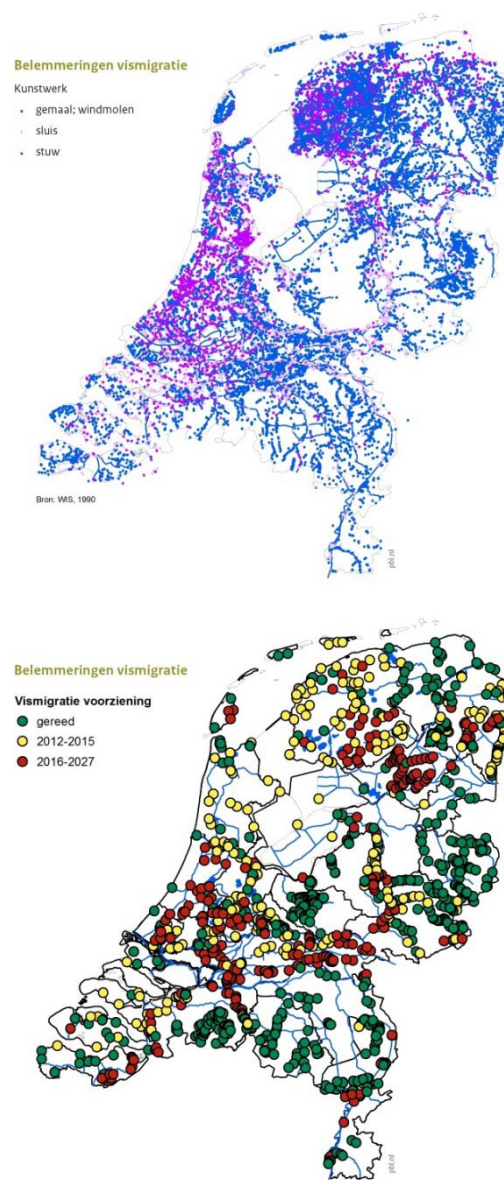 Belemmeringen vismigratie
Kunstwerk
gemaal; windmolen
sluis
stuw
Bron: WIS, 1990
pbl.nl
Belemmeringen vismigratie
Vismigratie voorziening
gereed
2012-2015
2016-2027
pbl.nl